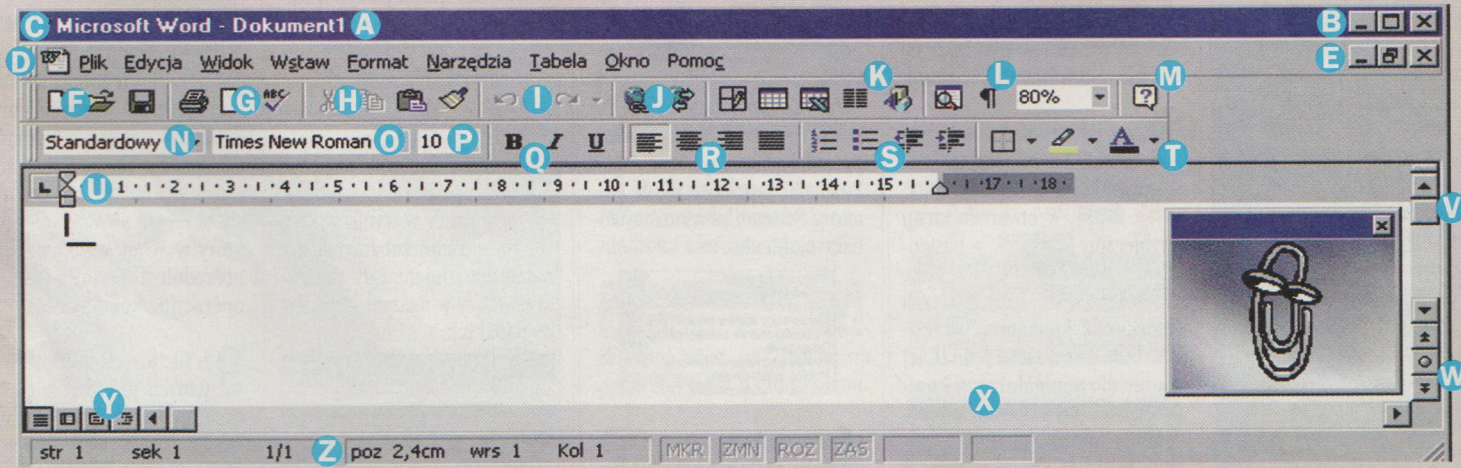 C Microsoft Word - Dokument1 A B
D Plik Edycja Widok Wstaw Format Narzędzia Tabela Okno Pomoc E
F G ABC H I J K L 80% M
Standardowy N Times New Roman O 10 P B I U Q R S A T
U 1 2 3 4 5 6 7 8 9 10 11 12 13 14 15 17 18
V
W
X
Y
str 1 sek 1 1/1 Z poz 2,4cm wrs 1 Kol 1 MKR ZMN ROZ ZAS